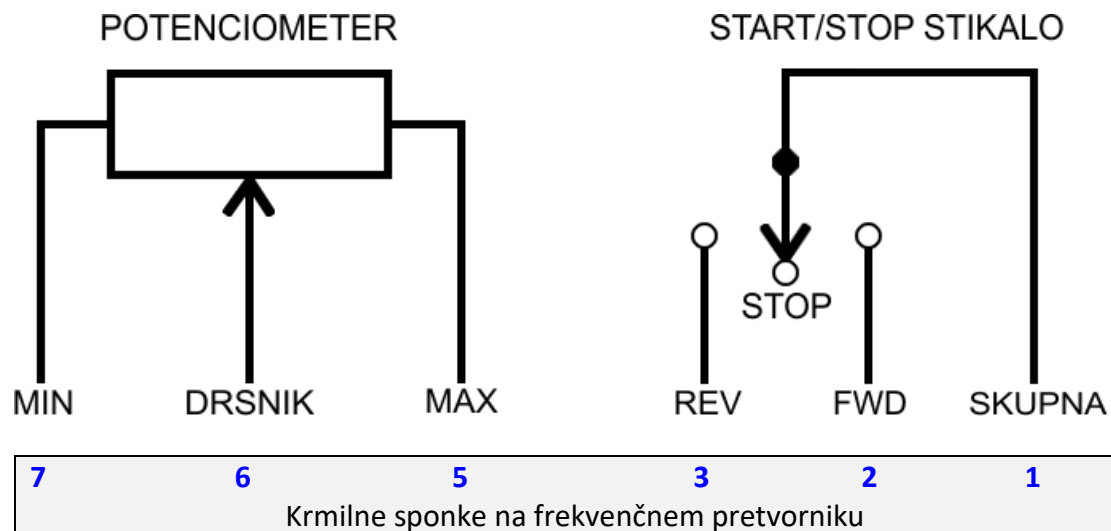 POTENCIOMETER START/STOP STIKALO
STOP
MIN DRSNIK MAX REV FWD SKUPNA
7 6 5 3 2 1
Krmilne sponke na frekvenčnem pretvorniku